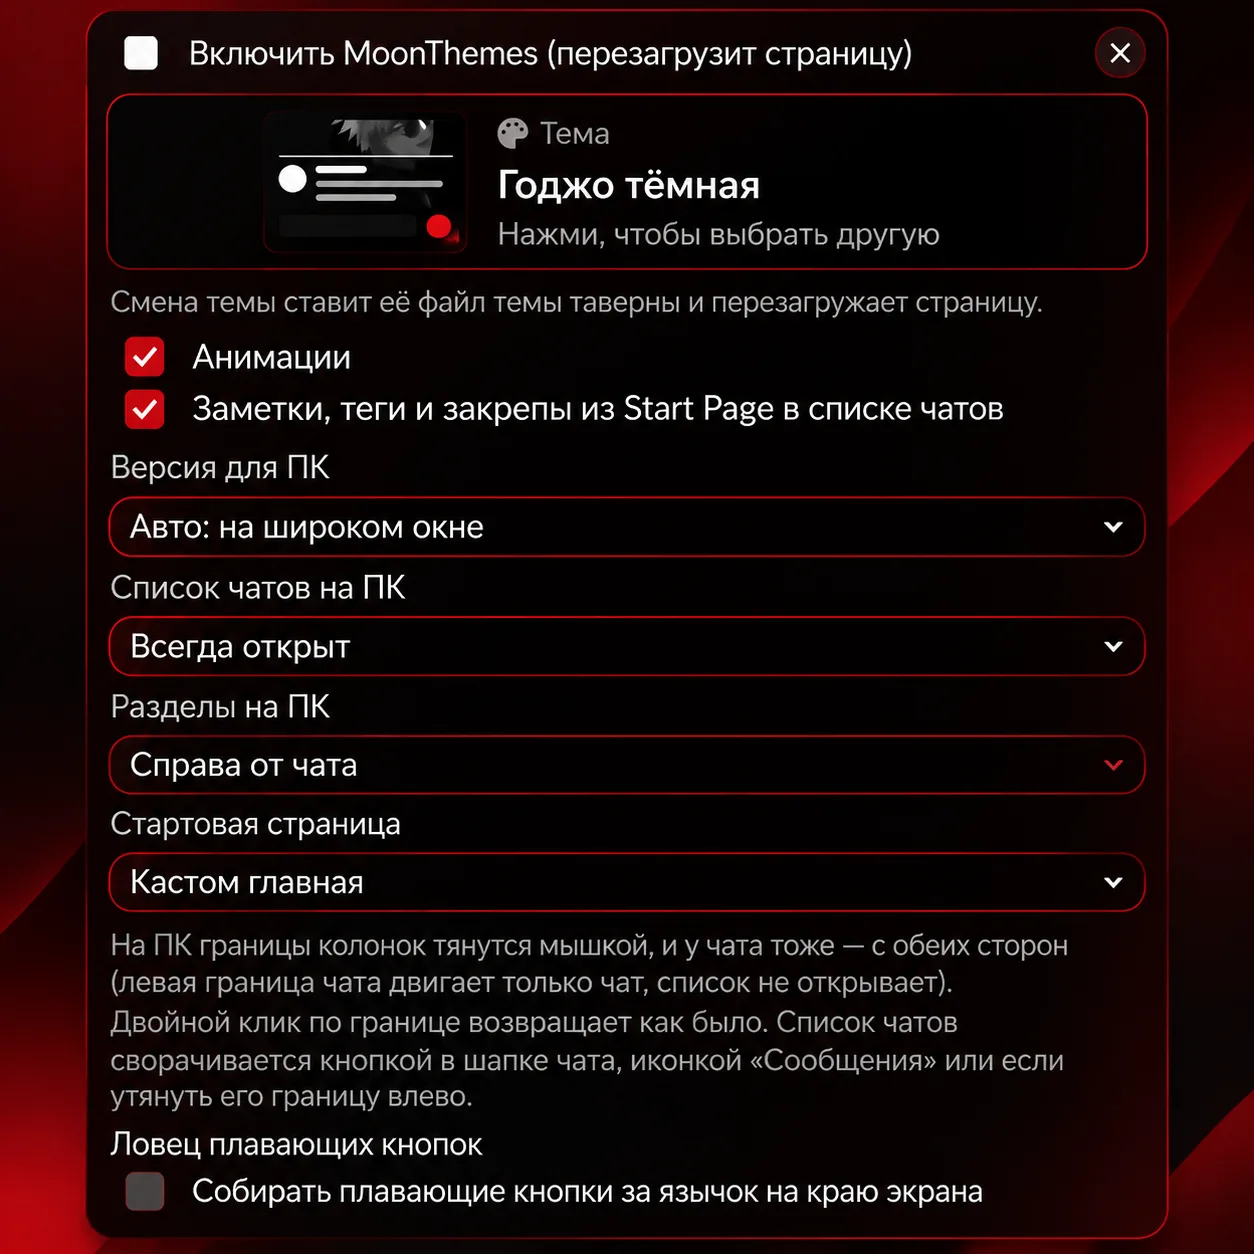 Включить MoonThemes (перезагрузит страницу)
Тема
Годжо тёмная
Нажми, чтобы выбрать другую
Смена темы ставит её файл темы таверны и перезагружает страницу.
Анимации
Заметки, теги и закрепы из Start Page в списке чатов
Версия для ПК
Авто: на широком окне
Список чатов на ПК
Всегда открыт
Разделы на ПК
Справа от чата
Стартовая страница
Кастом главная
На ПК границы колонок тянутся мышкой, и у чата тоже — с обеих сторон
(левая граница чата двигает только чат, список не открывает).
Двойной клик по границе возвращает как было. Список чатов
сворачивается кнопкой в шапке чата, иконкой «Сообщения» или если
утянуть его границу влево.
Ловец плавающих кнопок
Собирать плавающие кнопки за язычок на краю экрана